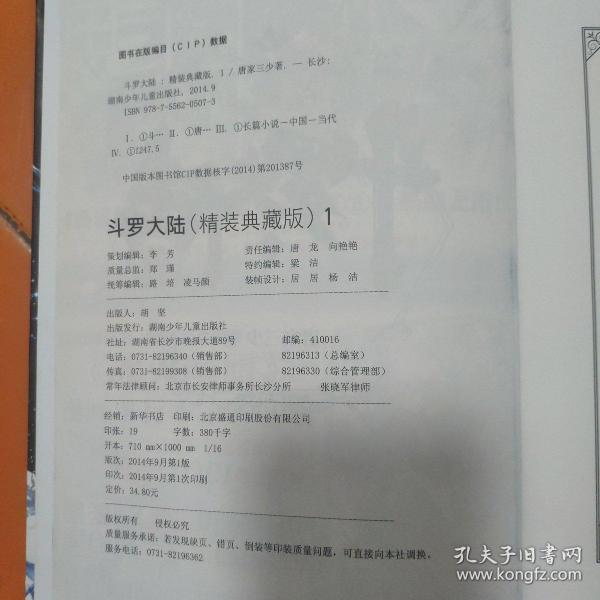 图书在版编目(CIP)数据
斗罗大陆:精装典藏版.1/唐家三少著.—长沙:
湖南少年儿童出版社,2014.9
ISBN 978-7-5562-0507-3
Ⅰ.①斗… Ⅱ.①唐… Ⅲ.①长篇小说-中国-当代
Ⅳ.①I247.5
中国版本图书馆CIP数据核字(2014)第201387号
斗罗大陆(精装典藏版)1
策划编辑:李 芳 责任编辑:唐 龙 向艳艳
质量总监:郑 瑾 特约编辑:梁 洁
统筹编辑:路 培 凌马颜 装帧设计:居 居 杨 洁
出版人:胡 坚
出版发行:湖南少年儿童出版社
社址:湖南省长沙市晚报大道89号 邮编:410016
电话:0731-82196340(销售部) 82196313(总编室)
传真:0731-82199308(销售部) 82196330(综合管理部)
常年法律顾问:北京市长安律师事务所长沙分所 张晓军律师
经销:新华书店 印刷:北京盛通印刷股份有限公司
印张:19 字数:380千字
开本:710 mm×1000 mm 1/16
版次:2014年9月第1版
印次:2014年9月第1次印刷
定价:34.80元
版权所有 侵权必究
质量服务承诺:若发现缺页、错页、倒装等印装质量问题,可直接向本社调换。
服务电话:0731-82196362
孔夫子旧书网
www.kongfz.com